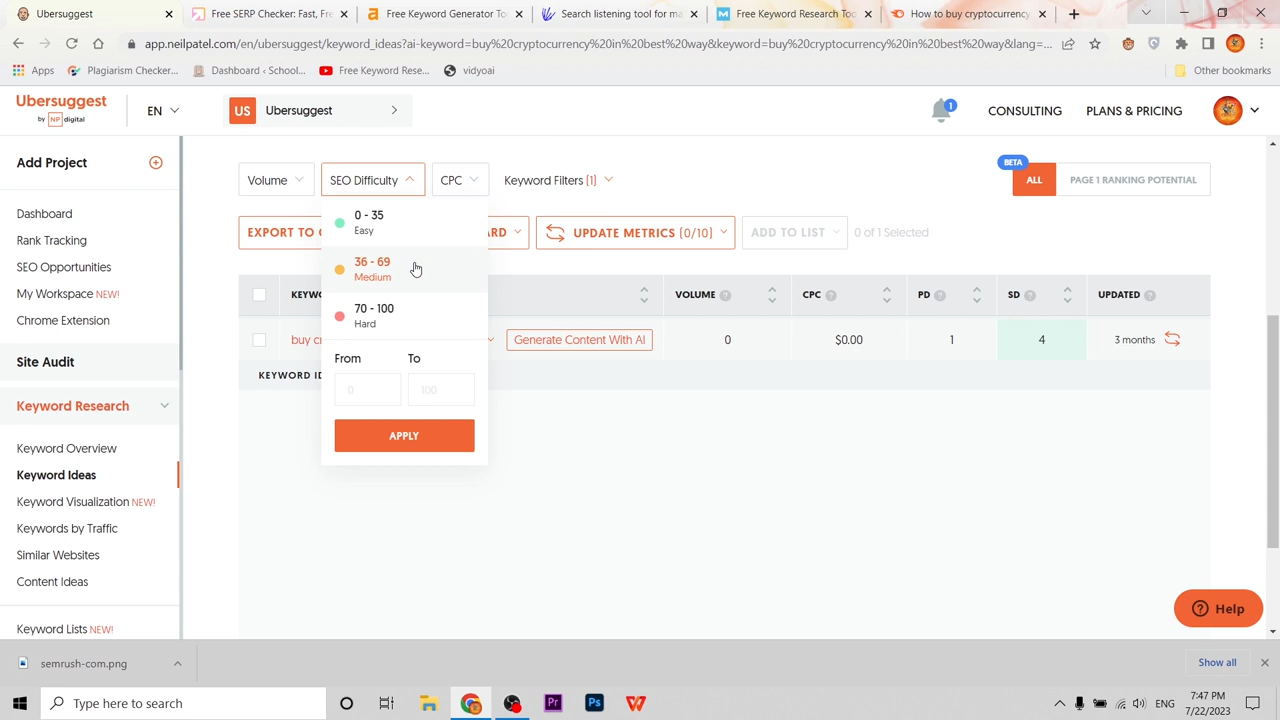 Ubersuggest
Free SERP Checker: Fast, Fre
Free Keyword Generator To
Search listening tool for ma
Free Keyword Research Too
How to buy cryptocurrency
app.neilpatel.com/en/ubersuggest/keyword_ideas?ai-keyword=buy%20cryptocurrency%20in%20best%20way&keyword=buy%20cryptocurrency%20in%20best%20way&lang=...
Apps
Plagiarism Checker...
Dashboard ‹ School...
Free Keyword Rese...
vidyoai
Other bookmarks
Ubersuggest
by NP digital
EN
US
Ubersuggest
1
CONSULTING
PLANS & PRICING
Add Project
Dashboard
Rank Tracking
SEO Opportunities
My Workspace NEW!
Chrome Extension
Site Audit
Keyword Research
Keyword Overview
Keyword Ideas
Keyword Visualization NEW!
Keywords by Traffic
Similar Websites
Content Ideas
Keyword Lists NEW!
Volume
SEO Difficulty
CPC
Keyword Filters (1)
BETA
ALL
PAGE 1 RANKING POTENTIAL
EXPORT TO
UPDATE METRICS (0/10)
ADD TO LIST
0 of 1 Selected
VOLUME
CPC
PD
SD
UPDATED
buy
Generate Content With AI
0
$0.00
1
4
3 months
0 - 35
Easy
36 - 69
Medium
70 - 100
Hard
From
To
0
100
APPLY
Help
semrush-com.png
Show all
Type here to search
Pr
Ps
ENG
7:47 PM
7/22/2023